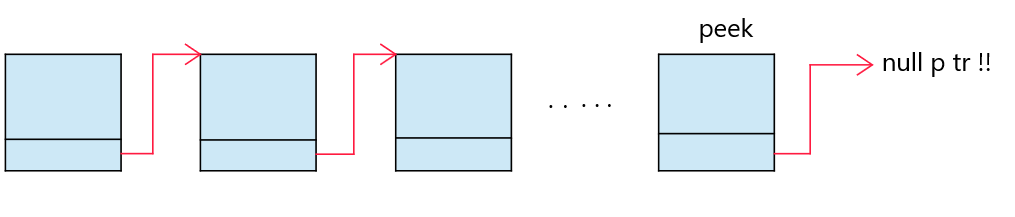 peek
null p tr !!
. . . . .